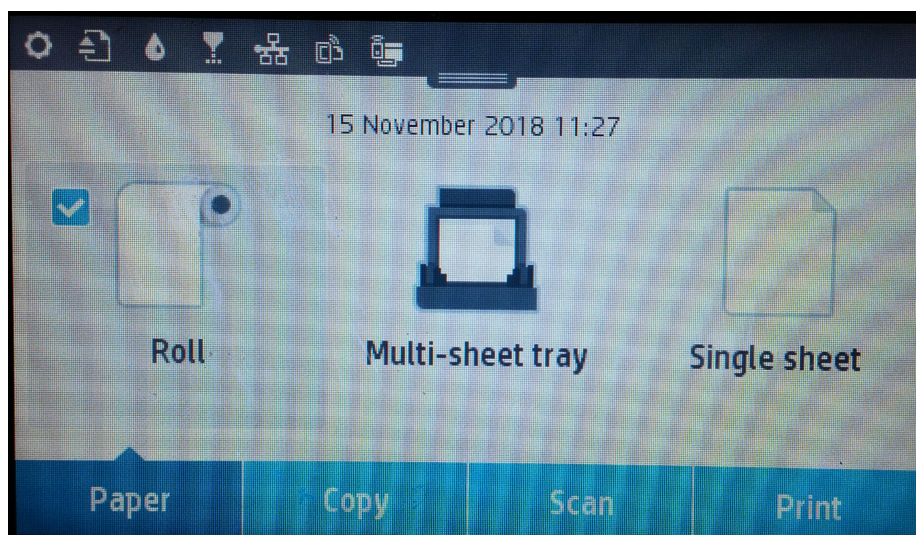 15 November 2018 11:27
Roll
Multi-sheet tray
Single sheet
Paper
Copy
Scan
Print